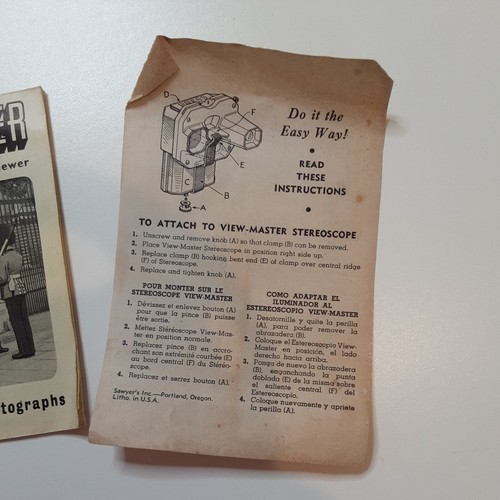 ER
ewer
tographs
D
F
E
C
B
A
Do it the
Easy Way!
•
READ
THESE
INSTRUCTIONS
•
TO ATTACH TO VIEW-MASTER STEREOSCOPE
1. Unscrew and remove knob (A) so that clamp (B) can be removed.
2. Place View-Master Stereoscope in position right side up.
3. Replace clamp (B) hooking bent end (E) of clamp over central ridge
(F) of Stereoscope.
4. Replace and tighten knob (A).
POUR MONTER SUR LE
STEREOSCOPE VIEW-MASTER
1. Dévissez et enlevez bouton (A)
pour que la pince (B) puisse
être sortie.
2. Mettez Stéréoscope View-Mas-
ter en position normale.
3. Replacez pince (B) en accro-
chant son extrémité courbée (E)
au bord central (F) du Stéréo-
scope.
4. Replacez et serrez bouton (A).
Sawyer's Inc.—Portland, Oregon.
Litho. in U.S.A.
COMO ADAPTAR EL
ILUMINADOR AL
ESTEREOSCOPIO VIEW-MASTER
1. Desatornille y quite la perilla
(A), para poder remover la
abrazadera (B).
2. Coloque el Estereoscopio View-
Master en posición, el lado
derecho hacia arriba.
3. Ponga de nuevo la abrazadera
(B), enganchando la punta
doblada (E) de la misma sobre
el saliente central (F) del
Estereoscopio.
4. Coloque nuevamente y apriete
la perilla (A).